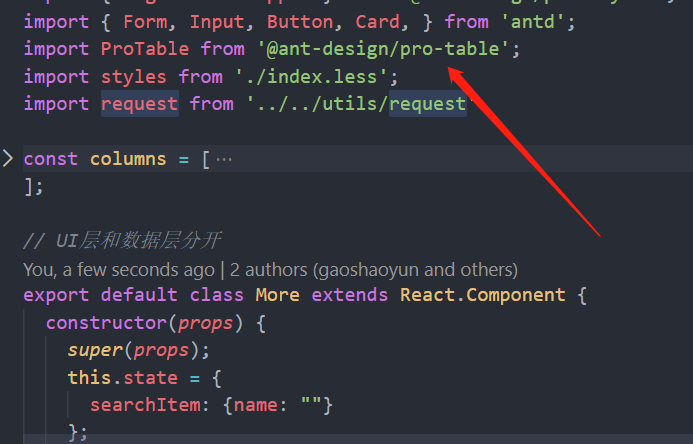 import { Form, Input, Button, Card, } from 'antd';
import ProTable from '@ant-design/pro-table';
import styles from './index.less';
import request from '../../utils/request'
const columns = [···
];
// UI层和数据层分开
You, a few seconds ago | 2 authors (gaoshaoyun and others)
export default class More extends React.Component {
constructor(props) {
super(props);
this.state = {
searchItem: {name: ""}
};